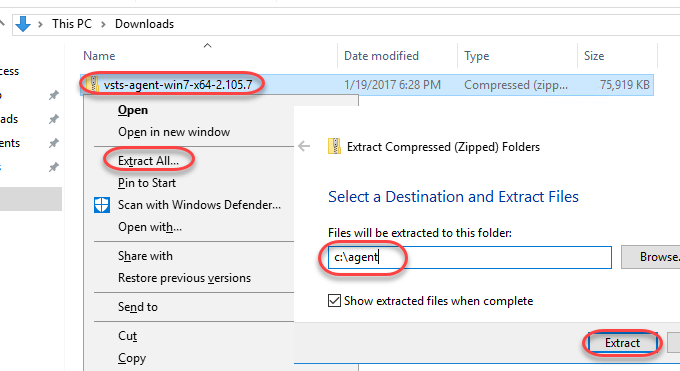 This PC > Downloads
Name Date modified Type Size
vsts-agent-win7-x64-2.105.7 1/19/2017 6:28 PM Compressed (zipp... 75,919 KB
Open
Open in new window
Extract All...
Pin to Start
Scan with Windows Defender...
Open with...
Share with
Restore previous versions
Send to
Cut
Copy
Extract Compressed (Zipped) Folders
Select a Destination and Extract Files
Files will be extracted to this folder:
c:\agent
Browse..
Show extracted files when complete
Extract